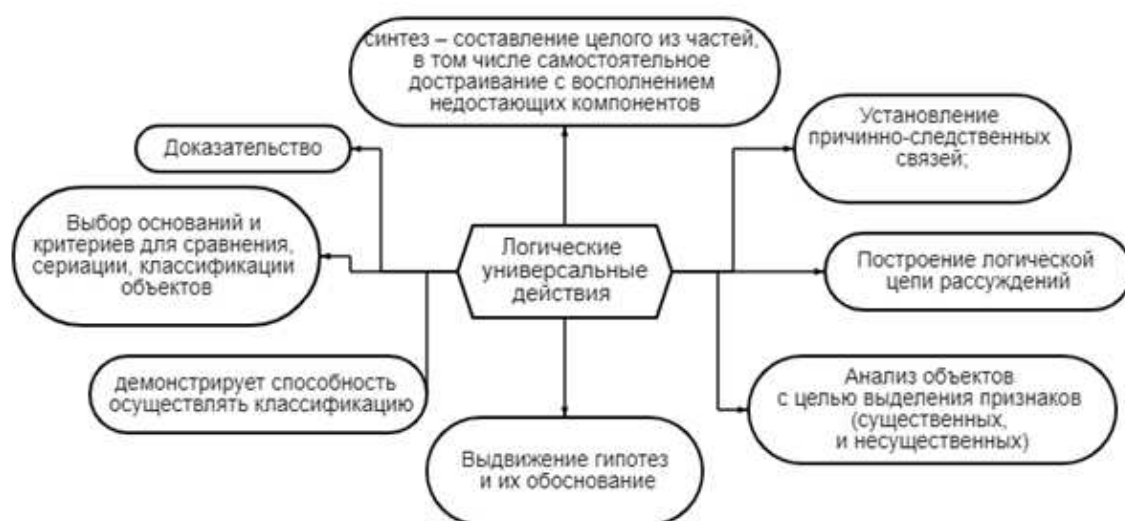 синтез – составление целого из частей,
в том числе самостоятельное
достраивание с восполнением
недостающих компонентов
Доказательство
Установление
причинно-следственных
связей;
Выбор оснований и
критериев для сравнения,
сериации, классификации
объектов
Логические
универсальные
действия
Построение логической
цепи рассуждений
демонстрирует способность
осуществлять классификацию
Анализ объектов
с целью выделения признаков
(существенных,
и несущественных)
Выдвижение гипотез
и их обоснование